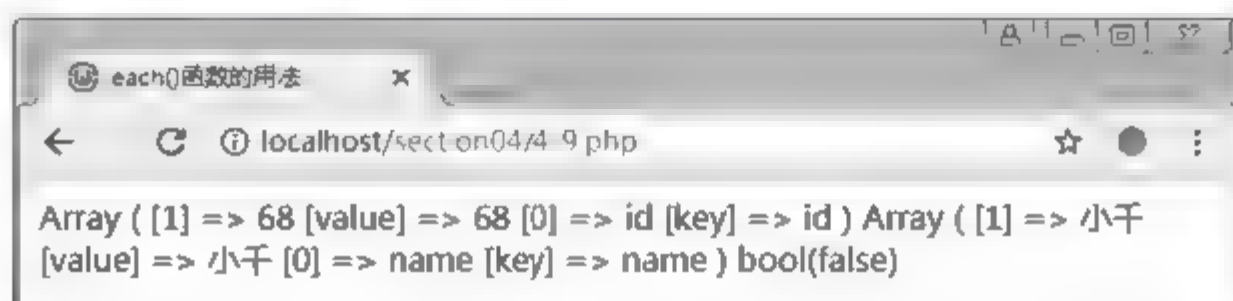 each()函数的用法
localhost/section04/4-9.php
Array ( [1] => 68 [value] => 68 [0] => id [key] => id ) Array ( [1] => 小千
[value] => 小千 [0] => name [key] => name ) bool(false)